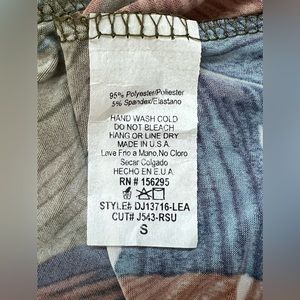 95% Polyester/Poliester
5% Spandex/Elastano
HAND WASH COLD
DO NOT BLEACH
HANG OR LINE DRY
MADE IN U.S.A.
Lave Frio a Mano,No Cloro
Secar Colgado
HECHO EN E.U.A.
RN # 156295
STYLE# DJ13716-LEA
CUT# J543-RSU
S